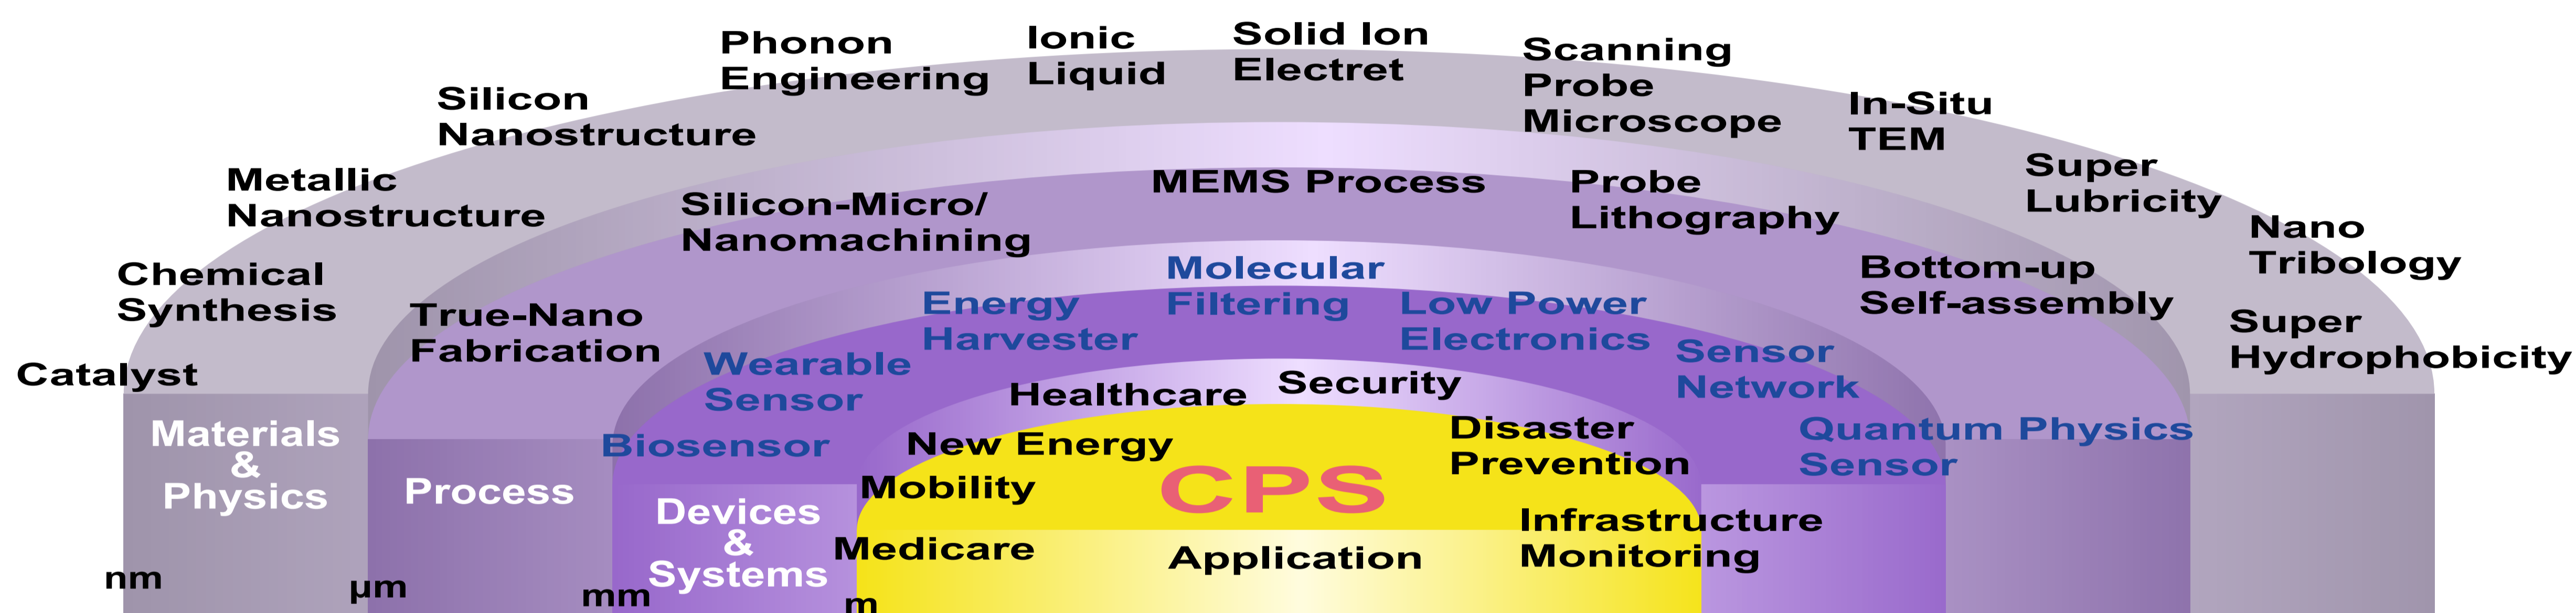 Phonon
Engineering
Ionic
Liquid
Solid Ion
Electret
Scanning
Probe
Microscope
In-Situ
TEM
Silicon
Nanostructure
Super
Lubricity
Metallic
Nanostructure
Nano
Tribology
Chemical
Synthesis
Super
Hydrophobicity
Catalyst
MEMS Process
Silicon-Micro/
Nanomachining
Probe
Lithography
True-Nano
Fabrication
Bottom-up
Self-assembly
Molecular
Filtering
Energy
Harvester
Low Power
Electronics
Wearable
Sensor
Sensor
Network
Biosensor
Quantum Physics
Sensor
Healthcare
Security
New Energy
Disaster
Prevention
Mobility
CPS
Medicare
Infrastructure
Monitoring
Application
Materials
&
Physics
Process
Devices
&
Systems
nm
μm
mm
m